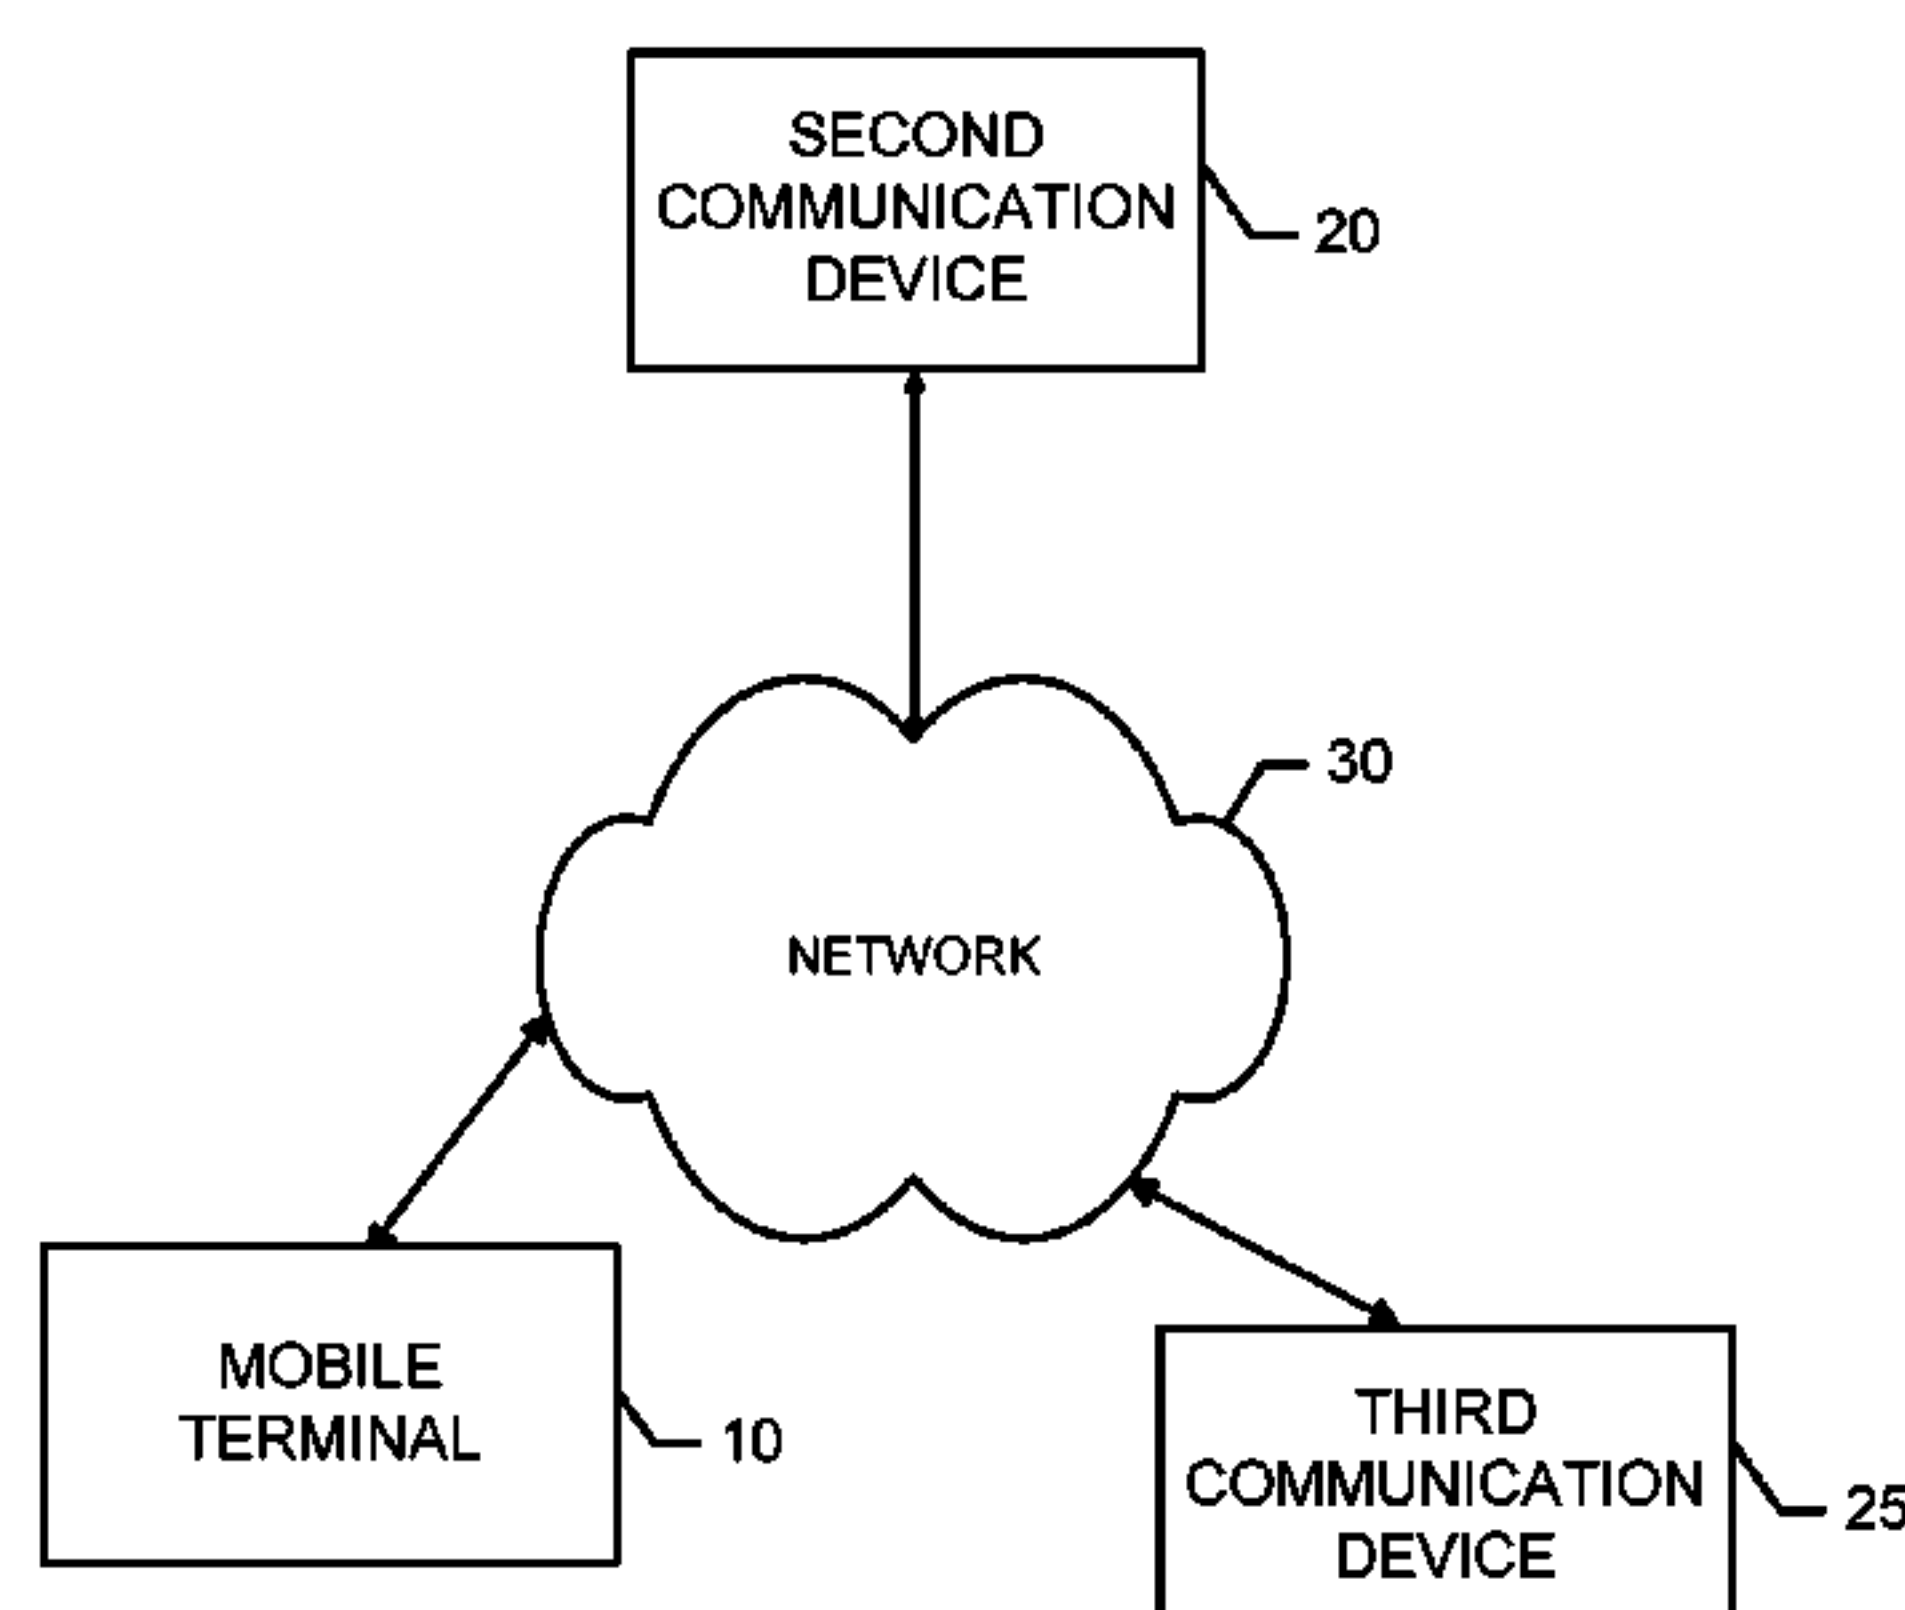 SECOND
COMMUNICATION
DEVICE
20
30
NETWORK
MOBILE
TERMINAL
10
THIRD
COMMUNICATION
DEVICE
25